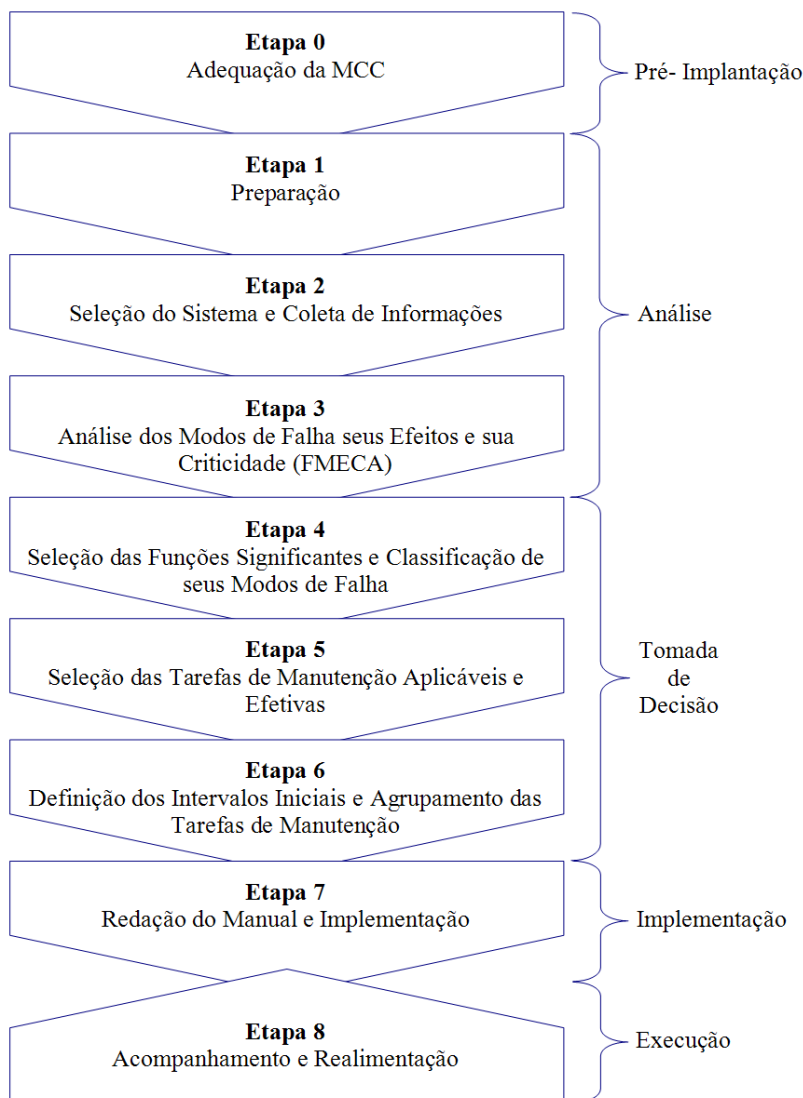 Etapa 0
Adequação da MCC
Pré- Implantação
Etapa 1
Preparação
Etapa 2
Seleção do Sistema e Coleta de Informações
Etapa 3
Análise dos Modos de Falha seus Efeitos e sua
Criticidade (FMECA)
Análise
Etapa 4
Seleção das Funções Significantes e Classificação de
seus Modos de Falha
Etapa 5
Seleção das Tarefas de Manutenção Aplicáveis e
Efetivas
Etapa 6
Definição dos Intervalos Iniciais e Agrupamento das
Tarefas de Manutenção
Tomada
de
Decisão
Etapa 7
Redação do Manual e Implementação
Implementação
Etapa 8
Acompanhamento e Realimentação
Execução